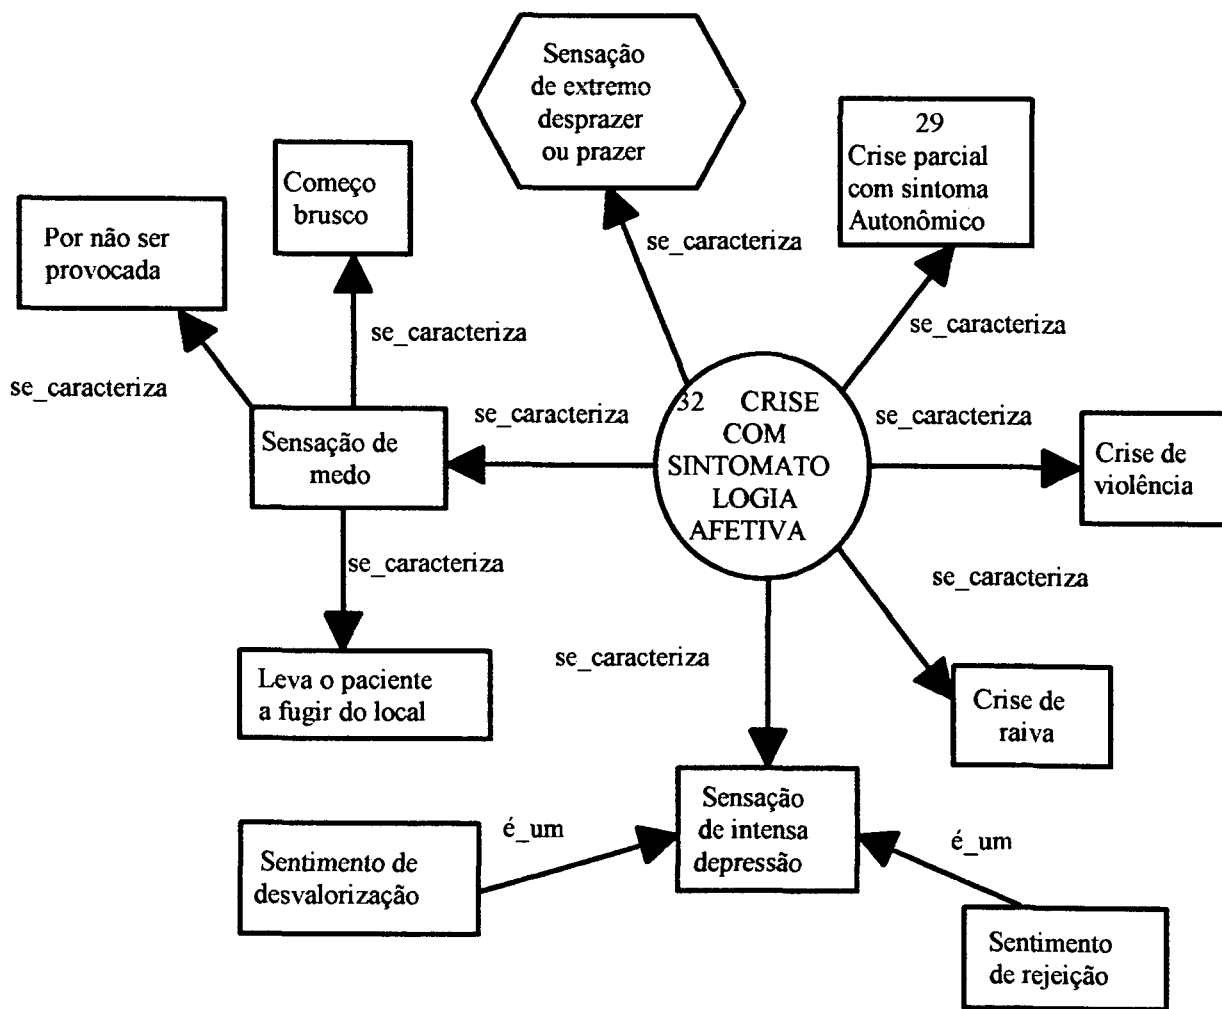 Sensação
de extremo
desprazer
ou prazer
29
Crise parcial
com sintoma
Autonômico
Começo
brusco
Por não ser
provocada
se_caracteriza
se_caracteriza
se_caracteriza
se_caracteriza
se_caracteriza
se_caracteriza
32 CRISE
COM
SINTOMATO
LOGIA
AFETIVA
Sensação de
medo
Crise de
violência
se_caracteriza
se_caracteriza
se_caracteriza
Leva o paciente
a fugir do local
Crise de
raiva
Sensação
de intensa
depressão
é_um
é_um
Sentimento de
desvalorização
Sentimento
de rejeição